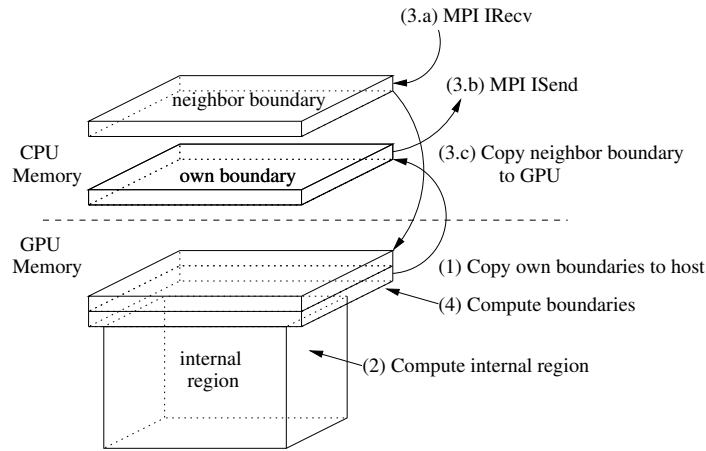 (3.a) MPI IRecv
neighbor boundary
(3.b) MPI ISend
CPU
Memory
own boundary
(3.c) Copy neighbor boundary
to GPU
GPU
Memory
(1) Copy own boundaries to host
(4) Compute boundaries
internal
region
(2) Compute internal region